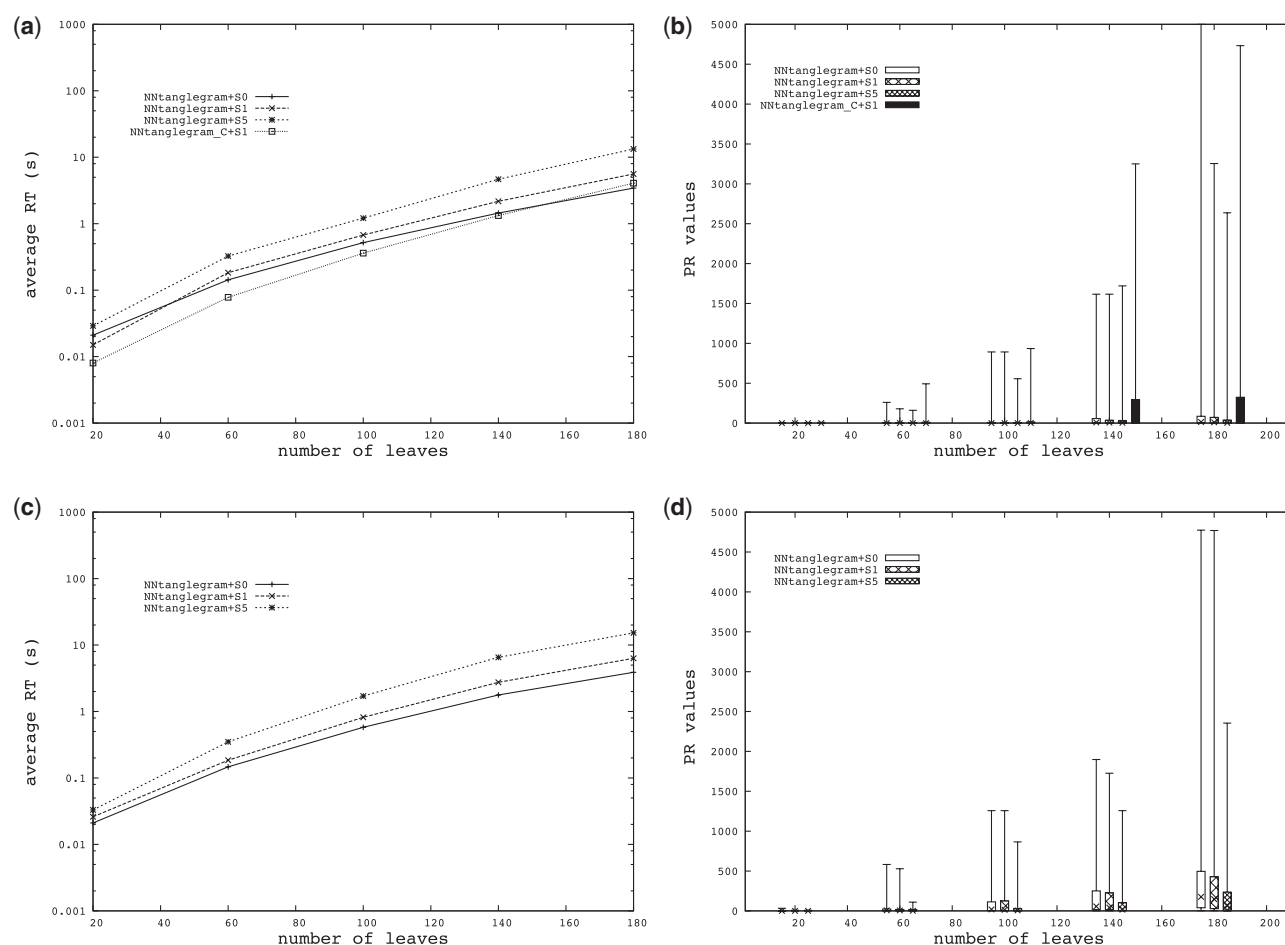 (a)
1000
100
10
1
0.1
0.01
0.001
average RT (s)
NNtanglegram+S0
NNtanglegram+S1
NNtanglegram+S5
NNtanglegram_C+S1
20 40 60 80 100 120 140 160 180
number of leaves
(b)
5000
4500
4000
3500
3000
2500
2000
1500
1000
500
0
PR values
NNtanglegram+S0
NNtanglegram+S1
NNtanglegram+S5
NNtanglegram_C+S1
20 40 60 80 100 120 140 160 180 200
number of leaves
(c)
1000
100
10
1
0.1
0.01
0.001
average RT (s)
NNtanglegram+S0
NNtanglegram+S1
NNtanglegram+S5
20 40 60 80 100 120 140 160 180
number of leaves
(d)
5000
4500
4000
3500
3000
2500
2000
1500
1000
500
0
PR values
NNtanglegram+S0
NNtanglegram+S1
NNtanglegram+S5
20 40 60 80 100 120 140 160 180 200
number of leaves